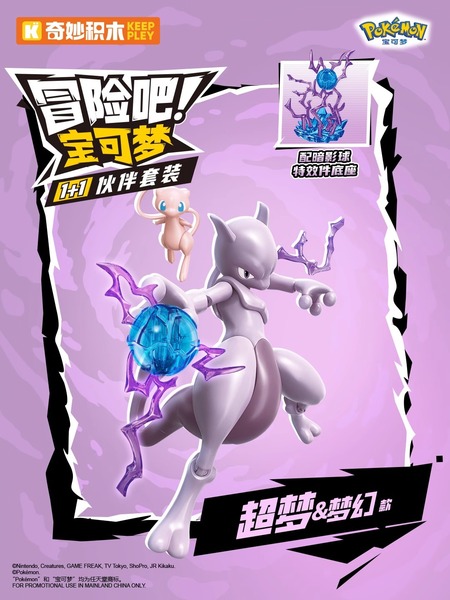 K 奇妙积木 KEEP
PLEY
Pokémon
宝可梦
冒险吧!
宝可梦
1+1 伙伴套装
配暗影球
特效件底座
超梦&梦幻 款
©Nintendo, Creatures, GAME FREAK, TV Tokyo, ShoPro, JR Kikaku.
©Pokémon.
“Pokémon”和“宝可梦”均为任天堂商标。
FOR PROMOTIONAL USE IN MAINLAND CHINA ONLY.